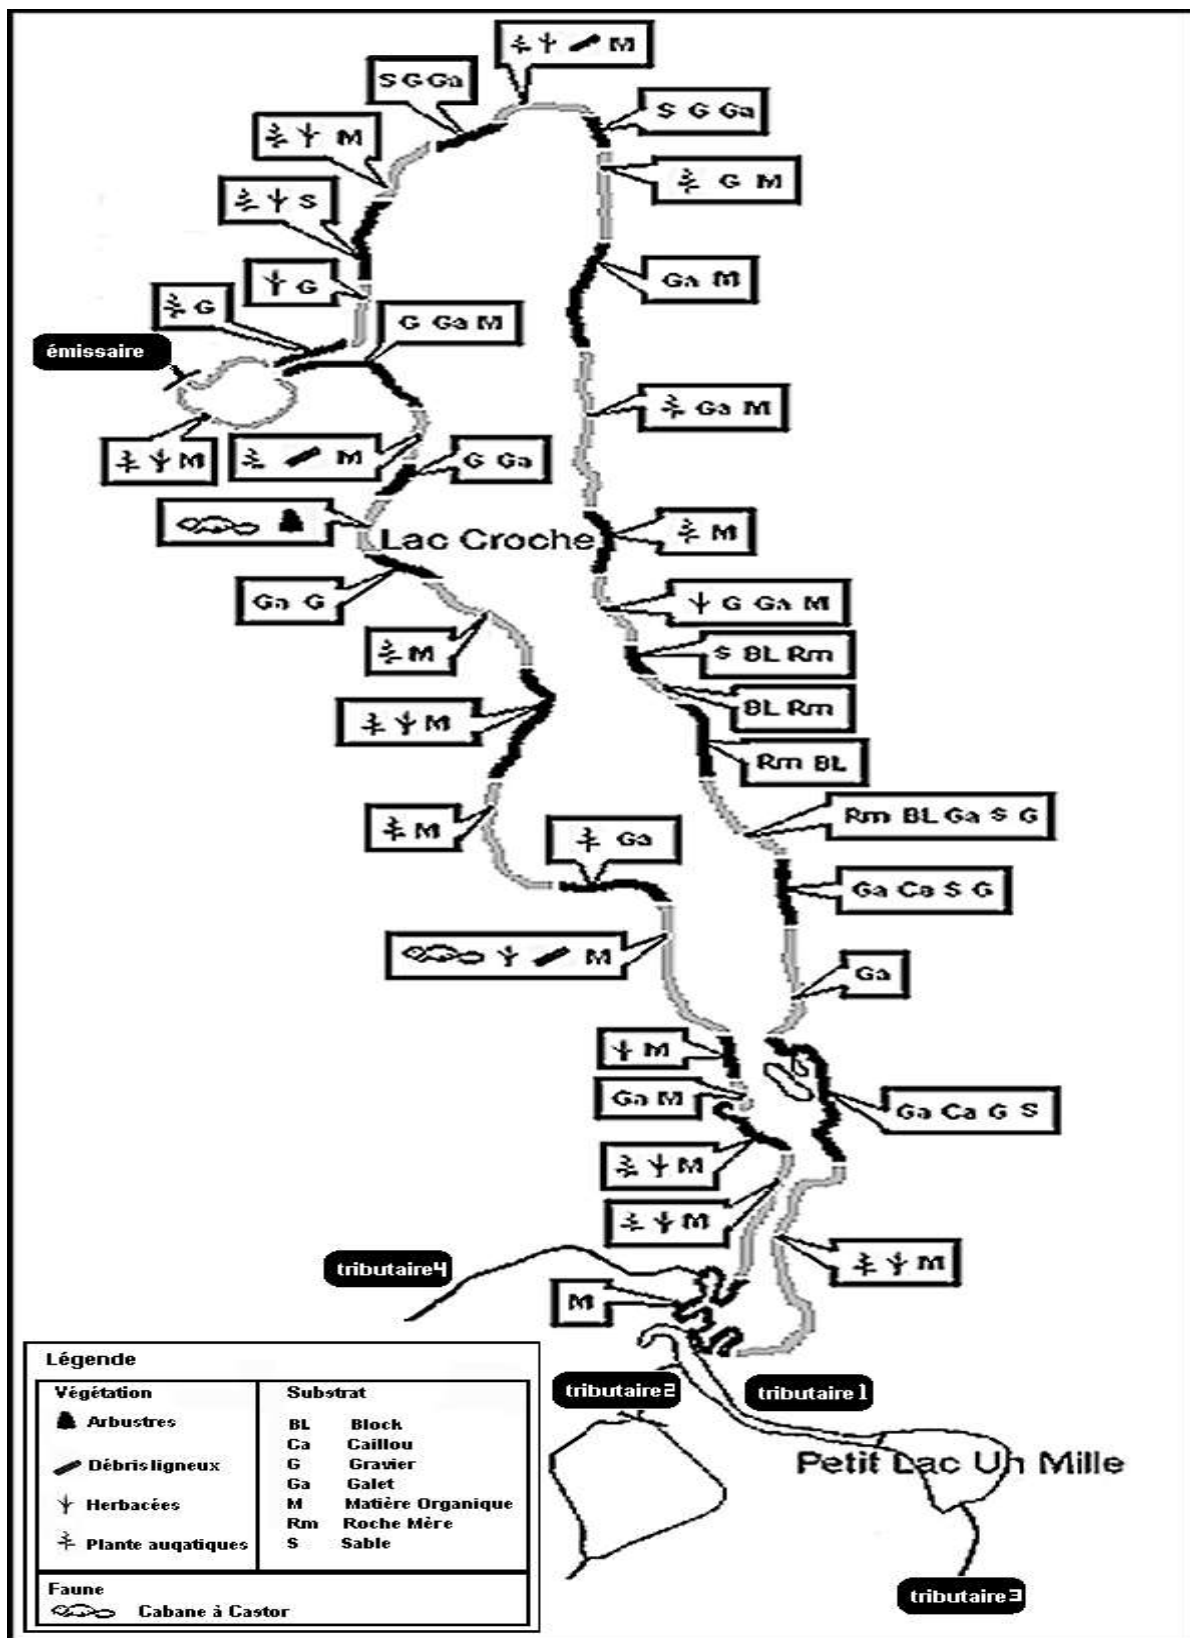 M
S G Ga
S G Ga
M
G M
S
G
Ga M
G
G Ga M
émissaire
Ga M
M
M
G Ga
Lac Croche
M
Ga G
G Ga M
M
S BL Rm
BL Rm
M
Rm BL
M
Rm BL Ga S G
Ga
Ga Ca S G
M
Ga
M
Ga M
Ga Ca G S
M
M
M
tributaire4
M
tributaire2
tributaire1
Petit Lac Un Mille
tributaire3
Légende
Végétation
Arbustres
Débris ligneux
Herbacées
Plante auqatiques
Substrat
BL Block
Ca Caillou
G Gravier
Ga Galet
M Matière Organique
Rm Roche Mère
S Sable
Faune
Cabane à Castor